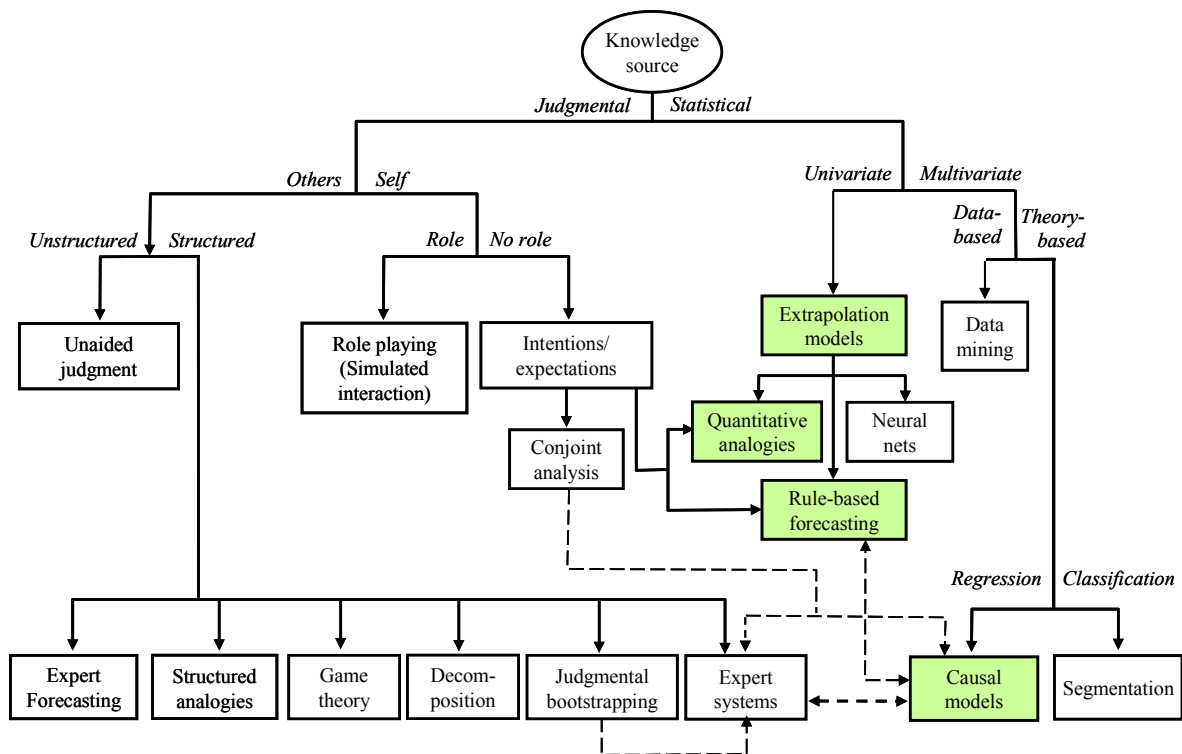 Knowledge
source
Judgmental Statistical
Others Self
Univariate Multivariate
Unstructured Structured
Role No role
Data-
based
Theory-
based
Unaided
judgment
Role playing
(Simulated
interaction)
Intentions/
expectations
Extrapolation
models
Data
mining
Conjoint
analysis
Quantitative
analogies
Neural
nets
Rule-based
forecasting
Regression Classification
Expert
Forecasting
Structured
analogies
Game
theory
Decom-
position
Judgmental
bootstrapping
Expert
systems
Causal
models
Segmentation